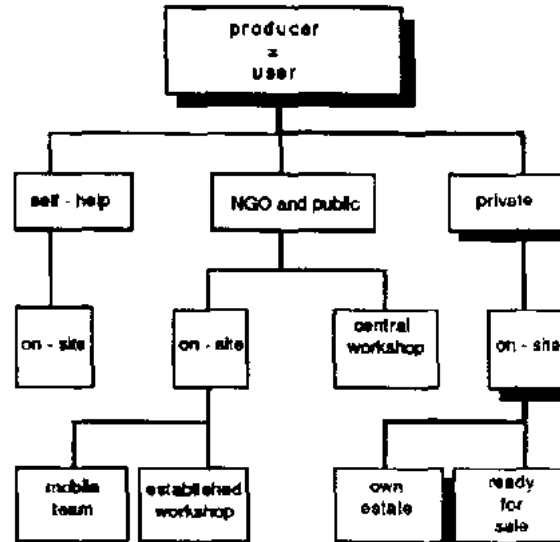 producer
=
user
self - help
NGO and public
private
on - site
on - site
central
workshop
on - site
mobile
team
established
workshop
own
estate
ready
for
sale